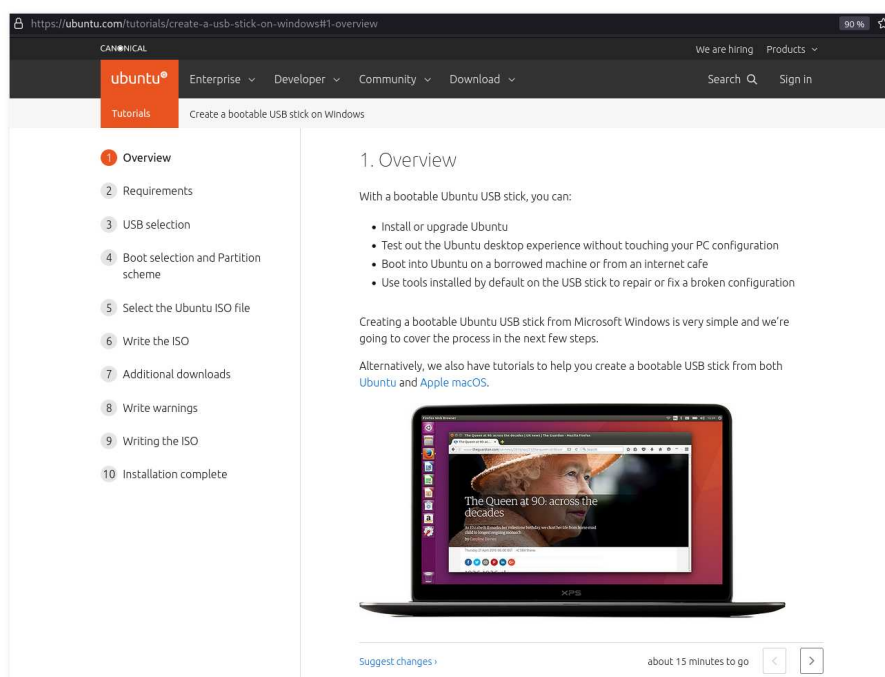 https://ubuntu.com/tutorials/create-a-usb-stick-on-windows#1-overview
90 %
CANONICAL
We are hiring Products
ubuntu®
Enterprise Developer Community Download
Search Sign in
Tutorials
Create a bootable USB stick on Windows
1 Overview
2 Requirements
3 USB selection
4 Boot selection and Partition
scheme
5 Select the Ubuntu ISO file
6 Write the ISO
7 Additional downloads
8 Write warnings
9 Writing the ISO
10 Installation complete
1. Overview
With a bootable Ubuntu USB stick, you can:
• Install or upgrade Ubuntu
• Test out the Ubuntu desktop experience without touching your PC configuration
• Boot into Ubuntu on a borrowed machine or from an internet cafe
• Use tools installed by default on the USB stick to repair or fix a broken configuration
Creating a bootable Ubuntu USB stick from Microsoft Windows is very simple and we're
going to cover the process in the next few steps.
Alternatively, we also have tutorials to help you create a bootable USB stick from both
Ubuntu and Apple macOS.
Firefox Web Browser
The Queen at 90: across the
decades
XPS
Suggest changes ›
about 15 minutes to go